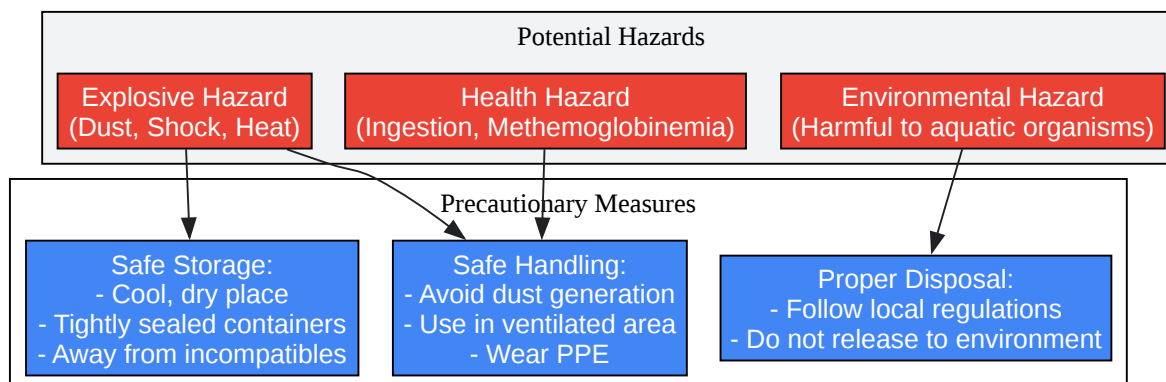 Potential Hazards
Explosive Hazard
(Dust, Shock, Heat)
Health Hazard
(Ingestion, Methemoglobinemia)
Environmental Hazard
(Harmful to aquatic organisms)
Precautionary Measures
Safe Storage:
- Cool, dry place
- Tightly sealed containers
- Away from incompatibles
Safe Handling:
- Avoid dust generation
- Use in ventilated area
- Wear PPE
Proper Disposal:
- Follow local regulations
- Do not release to environment